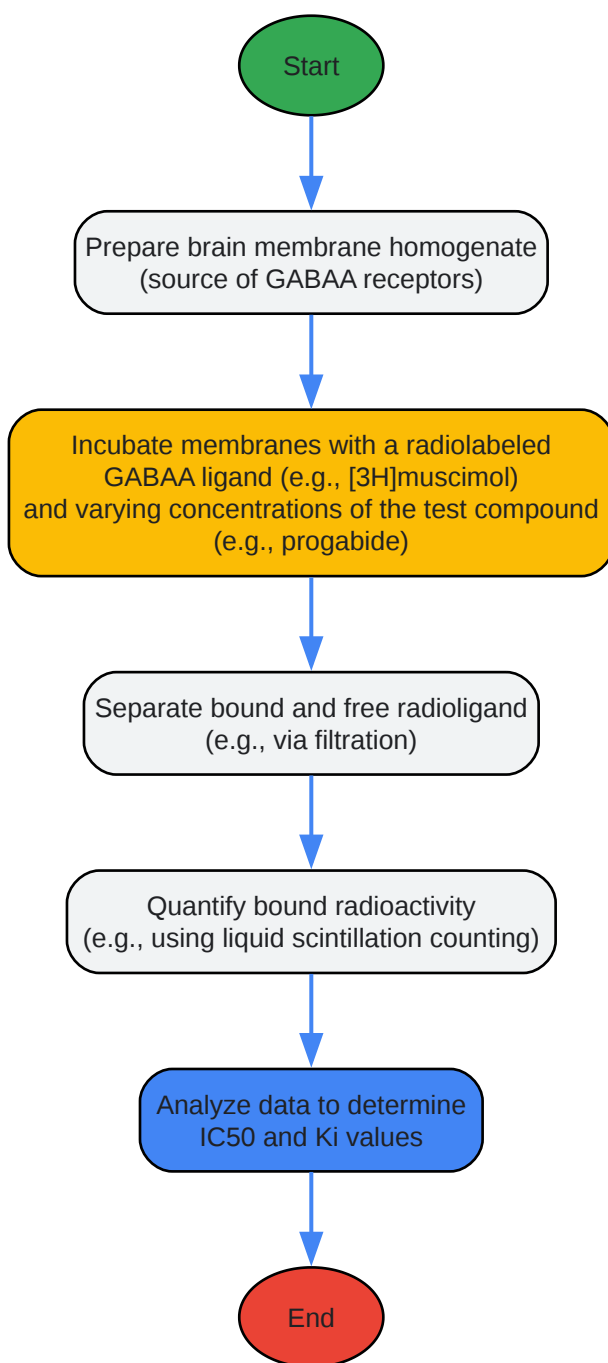 Start
Prepare brain membrane homogenate
(source of GABAA receptors)
Incubate membranes with a radiolabeled
GABAA ligand (e.g., [3H]muscimol)
and varying concentrations of the test compound
(e.g., progabide)
Separate bound and free radioligand
(e.g., via filtration)
Quantify bound radioactivity
(e.g., using liquid scintillation counting)
Analyze data to determine
IC50 and Ki values
End